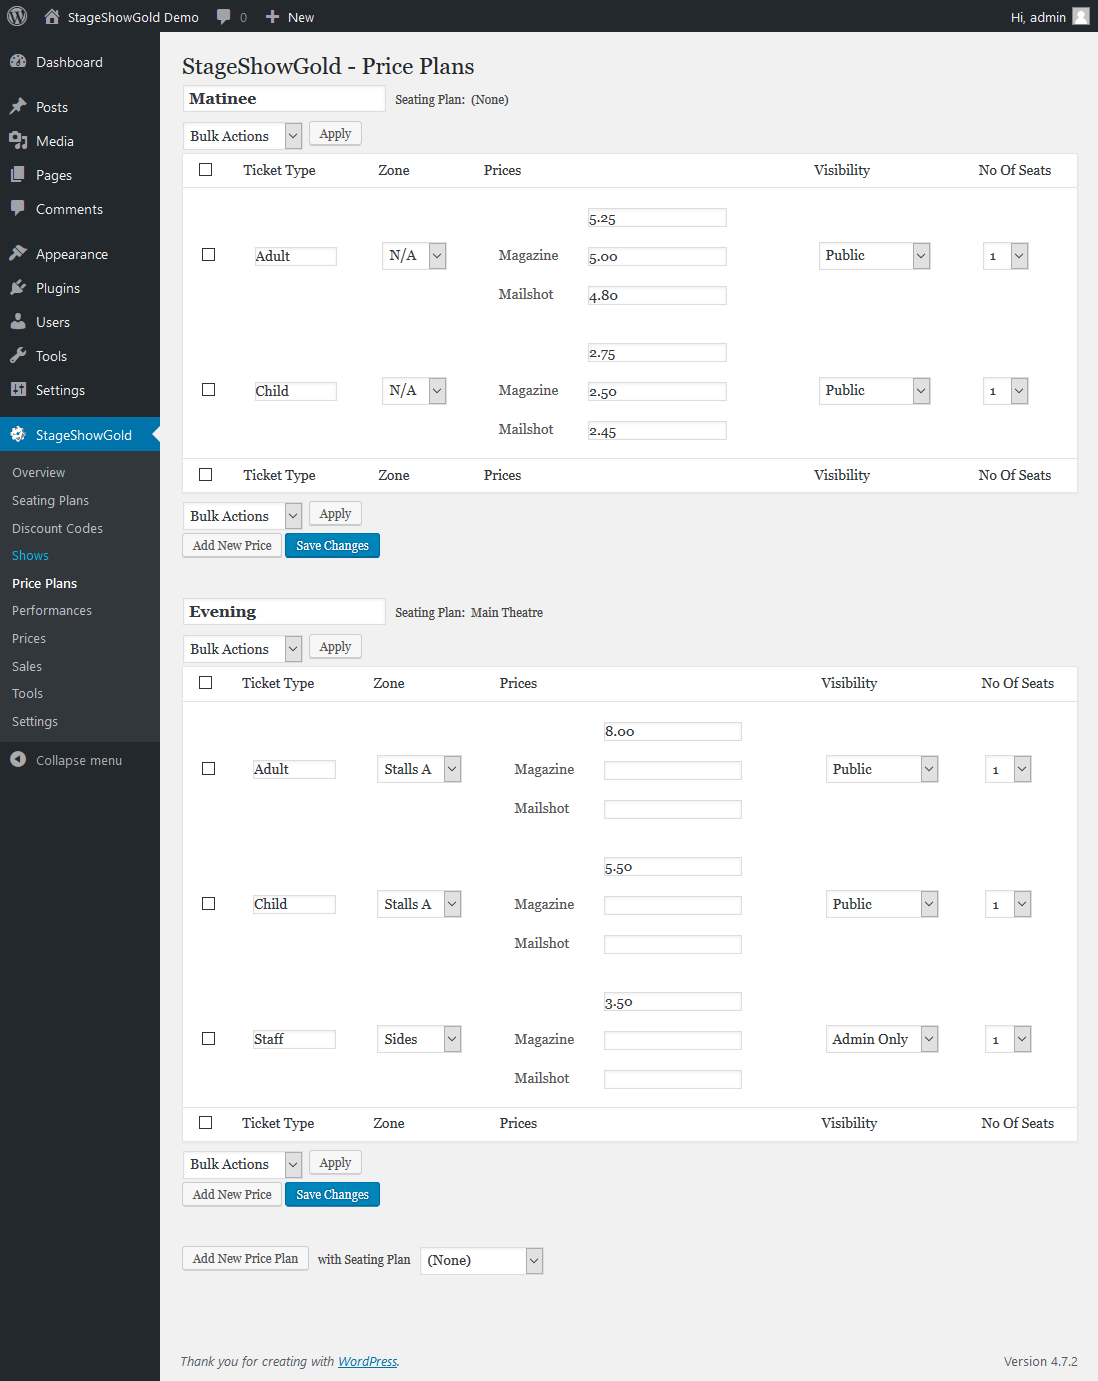 StageShowGold Demo 0 New Hi, admin
Dashboard
Posts
Media
Pages
Comments
Appearance
Plugins
Users
Tools
Settings
StageShowGold
Overview
Seating Plans
Discount Codes
Shows
Price Plans
Performances
Prices
Sales
Tools
Settings
Collapse menu
StageShowGold - Price Plans
Matinee Seating Plan: (None)
Bulk Actions Apply
Ticket Type Zone Prices Visibility No Of Seats
5.25
Adult N/A Magazine 5.00 Public 1
Mailshot 4.80
2.75
Child N/A Magazine 2.50 Public 1
Mailshot 2.45
Ticket Type Zone Prices Visibility No Of Seats
Bulk Actions Apply
Add New Price Save Changes
Evening Seating Plan: Main Theatre
Bulk Actions Apply
Ticket Type Zone Prices Visibility No Of Seats
8.00
Adult Stalls A Magazine Public 1
Mailshot
5.50
Child Stalls A Magazine Public 1
Mailshot
3.50
Staff Sides Magazine Admin Only 1
Mailshot
Ticket Type Zone Prices Visibility No Of Seats
Bulk Actions Apply
Add New Price Save Changes
Add New Price Plan with Seating Plan (None)
Thank you for creating with WordPress. Version 4.7.2